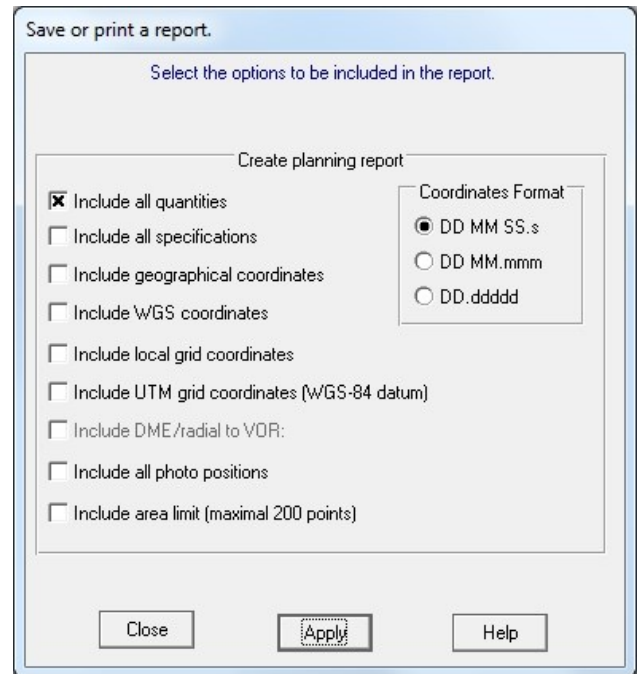 Save or print a report.
Select the options to be included in the report.
Create planning report
Include all quantities
Include all specifications
Include geographical coordinates
Include WGS coordinates
Include local grid coordinates
Include UTM grid coordinates (WGS-84 datum)
Include DME/radial to VOR:
Include all photo positions
Include area limit (maximal 200 points)
Coordinates Format
DD MM SS.s
DD MM.mmm
DD.ddddd
Close
Apply
Help